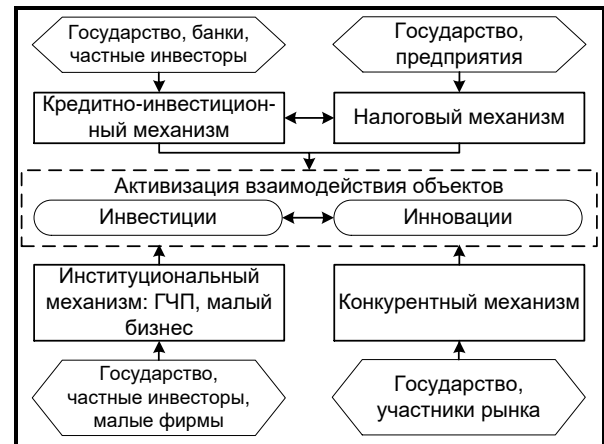 Государство, банки,
частные инвесторы
Государство,
предприятия
Кредитно-инвестицион-
ный механизм
Налоговый механизм
Активизация взаимодействия объектов
Инвестиции
Инновации
Институциональный
механизм: ГЧП, малый
бизнес
Конкурентный механизм
Государство,
частные инвесторы,
малые фирмы
Государство,
участники рынка